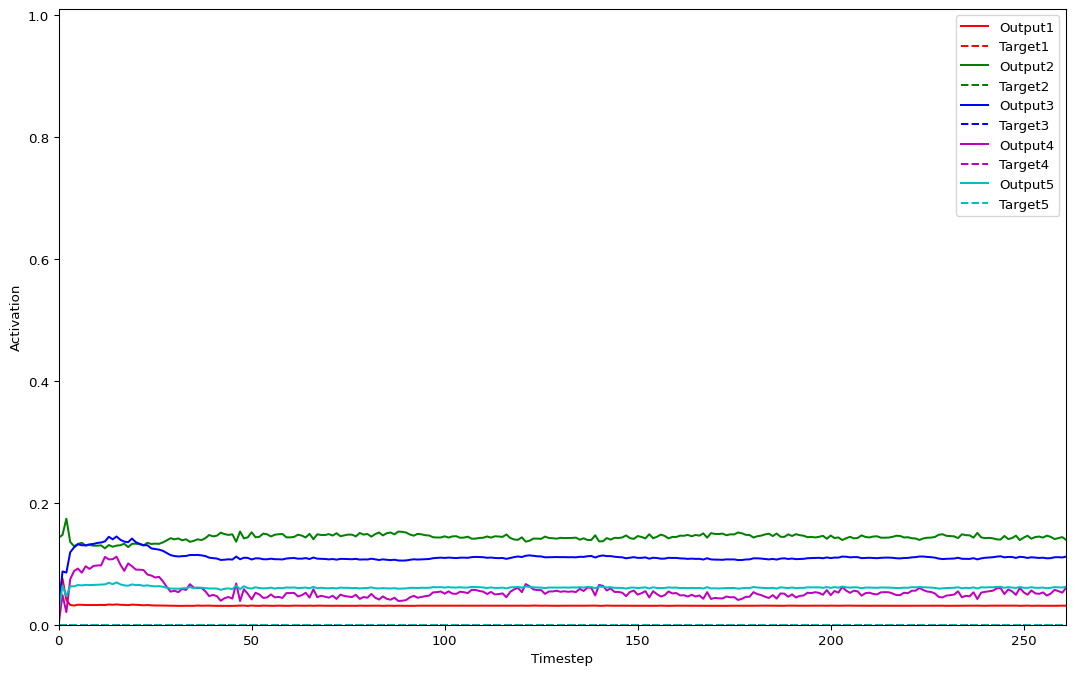 1.0
0.8
0.6
0.4
0.2
0.0
Activation
0
50
100
150
200
250
Timestep
Output1
Target1
Output2
Target2
Output3
Target3
Output4
Target4
Output5
Target5